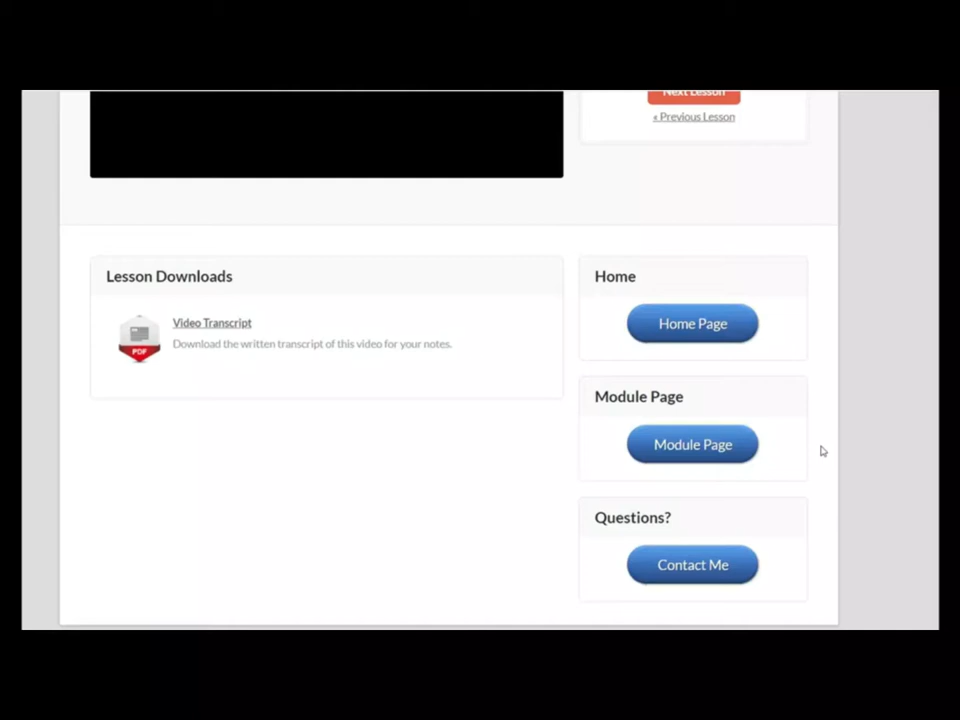 Next Lesson
« Previous Lesson
Lesson Downloads
Video Transcript
Download the written transcript of this video for your notes.
PDF
Home
Home Page
Module Page
Module Page
Questions?
Contact Me